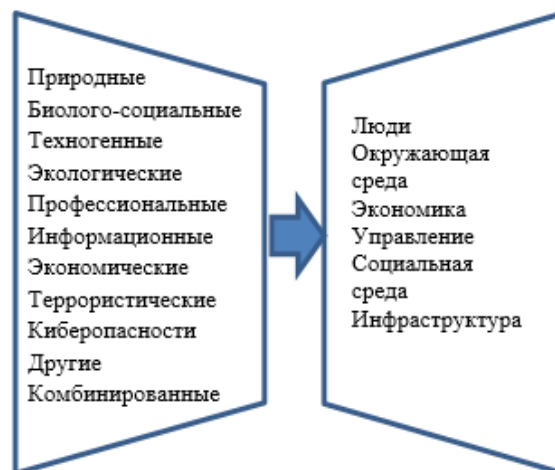 Природные
Биолого-социальные
Техногенные
Экологические
Профессиональные
Информационные
Экономические
Террористические
Киберопасности
Другие
Комбинированные
Люди
Окружающая
среда
Экономика
Управление
Социальная
среда
Инфраструктура